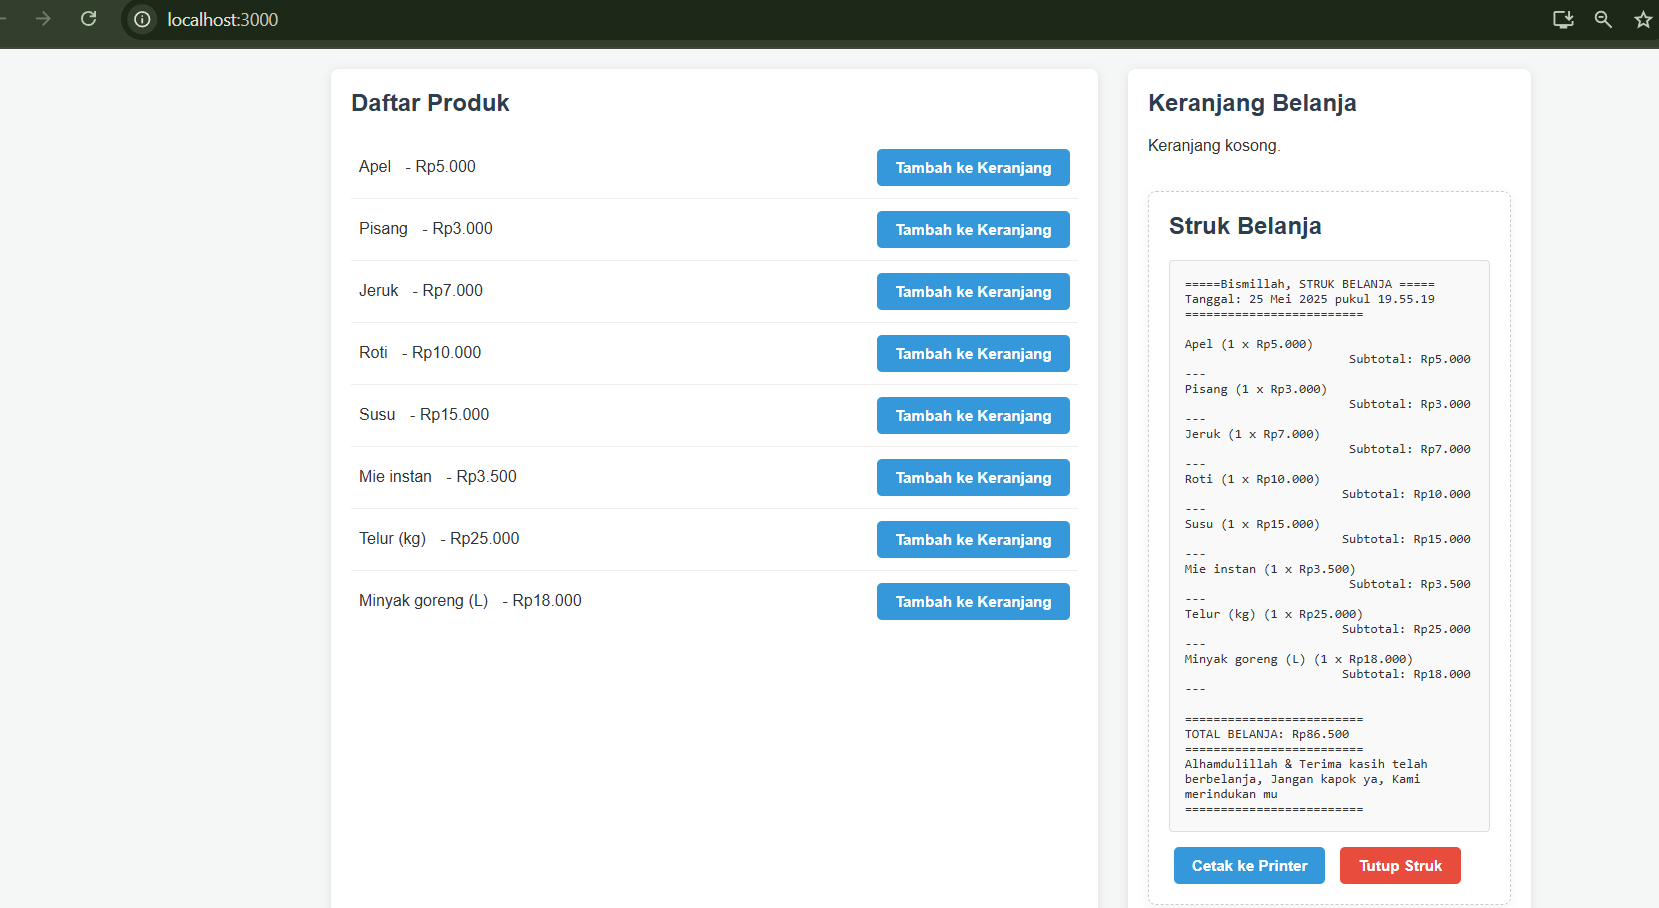 localhost:3000
Daftar Produk
Apel - Rp5.000
Tambah ke Keranjang
Pisang - Rp3.000
Tambah ke Keranjang
Jeruk - Rp7.000
Tambah ke Keranjang
Roti - Rp10.000
Tambah ke Keranjang
Susu - Rp15.000
Tambah ke Keranjang
Mie instan - Rp3.500
Tambah ke Keranjang
Telur (kg) - Rp25.000
Tambah ke Keranjang
Minyak goreng (L) - Rp18.000
Tambah ke Keranjang
Keranjang Belanja
Keranjang kosong.
Struk Belanja
=====Bismillah, STRUK BELANJA =====
Tanggal: 25 Mei 2025 pukul 19.55.19
=========================
Apel (1 x Rp5.000)
Subtotal: Rp5.000
---
Pisang (1 x Rp3.000)
Subtotal: Rp3.000
---
Jeruk (1 x Rp7.000)
Subtotal: Rp7.000
---
Roti (1 x Rp10.000)
Subtotal: Rp10.000
---
Susu (1 x Rp15.000)
Subtotal: Rp15.000
---
Mie instan (1 x Rp3.500)
Subtotal: Rp3.500
---
Telur (kg) (1 x Rp25.000)
Subtotal: Rp25.000
---
Minyak goreng (L) (1 x Rp18.000)
Subtotal: Rp18.000
---
=========================
TOTAL BELANJA: Rp86.500
=========================
Alhamdulillah & Terima kasih telah
berbelanja, Jangan kapok ya, Kami
merindukan mu
=========================
Cetak ke Printer
Tutup Struk